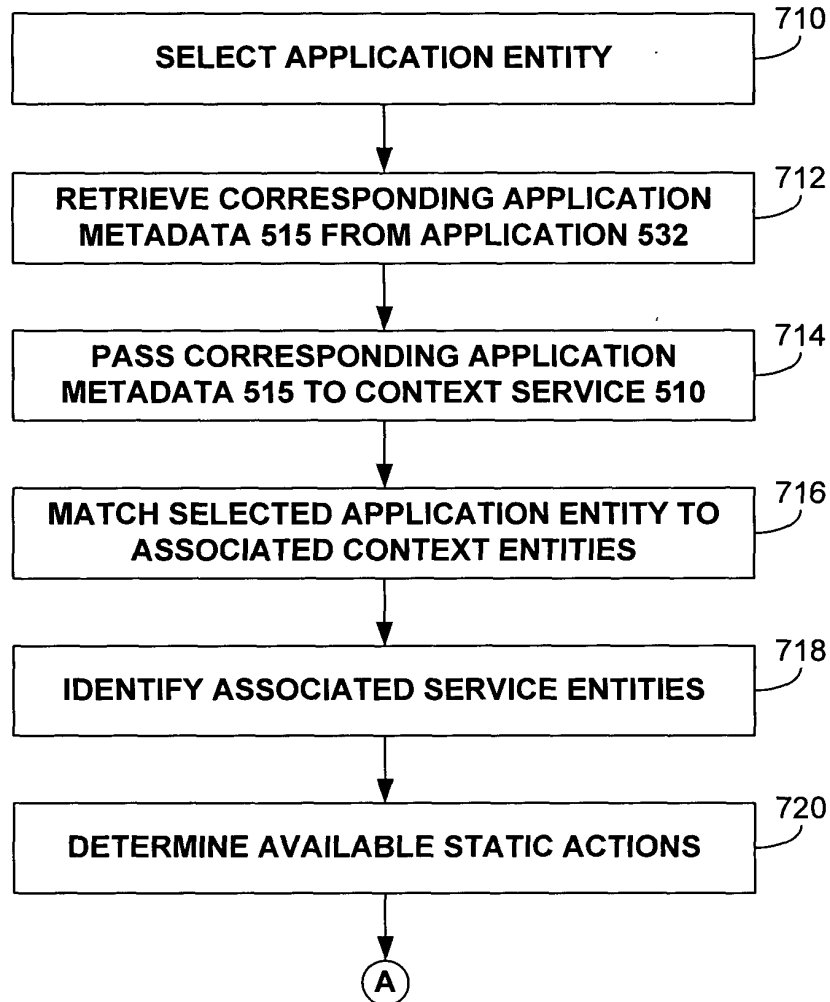 710
SELECT APPLICATION ENTITY
712
RETRIEVE CORRESPONDING APPLICATION
METADATA 515 FROM APPLICATION 532
714
PASS CORRESPONDING APPLICATION
METADATA 515 TO CONTEXT SERVICE 510
716
MATCH SELECTED APPLICATION ENTITY TO
ASSOCIATED CONTEXT ENTITIES
718
IDENTIFY ASSOCIATED SERVICE ENTITIES
720
DETERMINE AVAILABLE STATIC ACTIONS
A